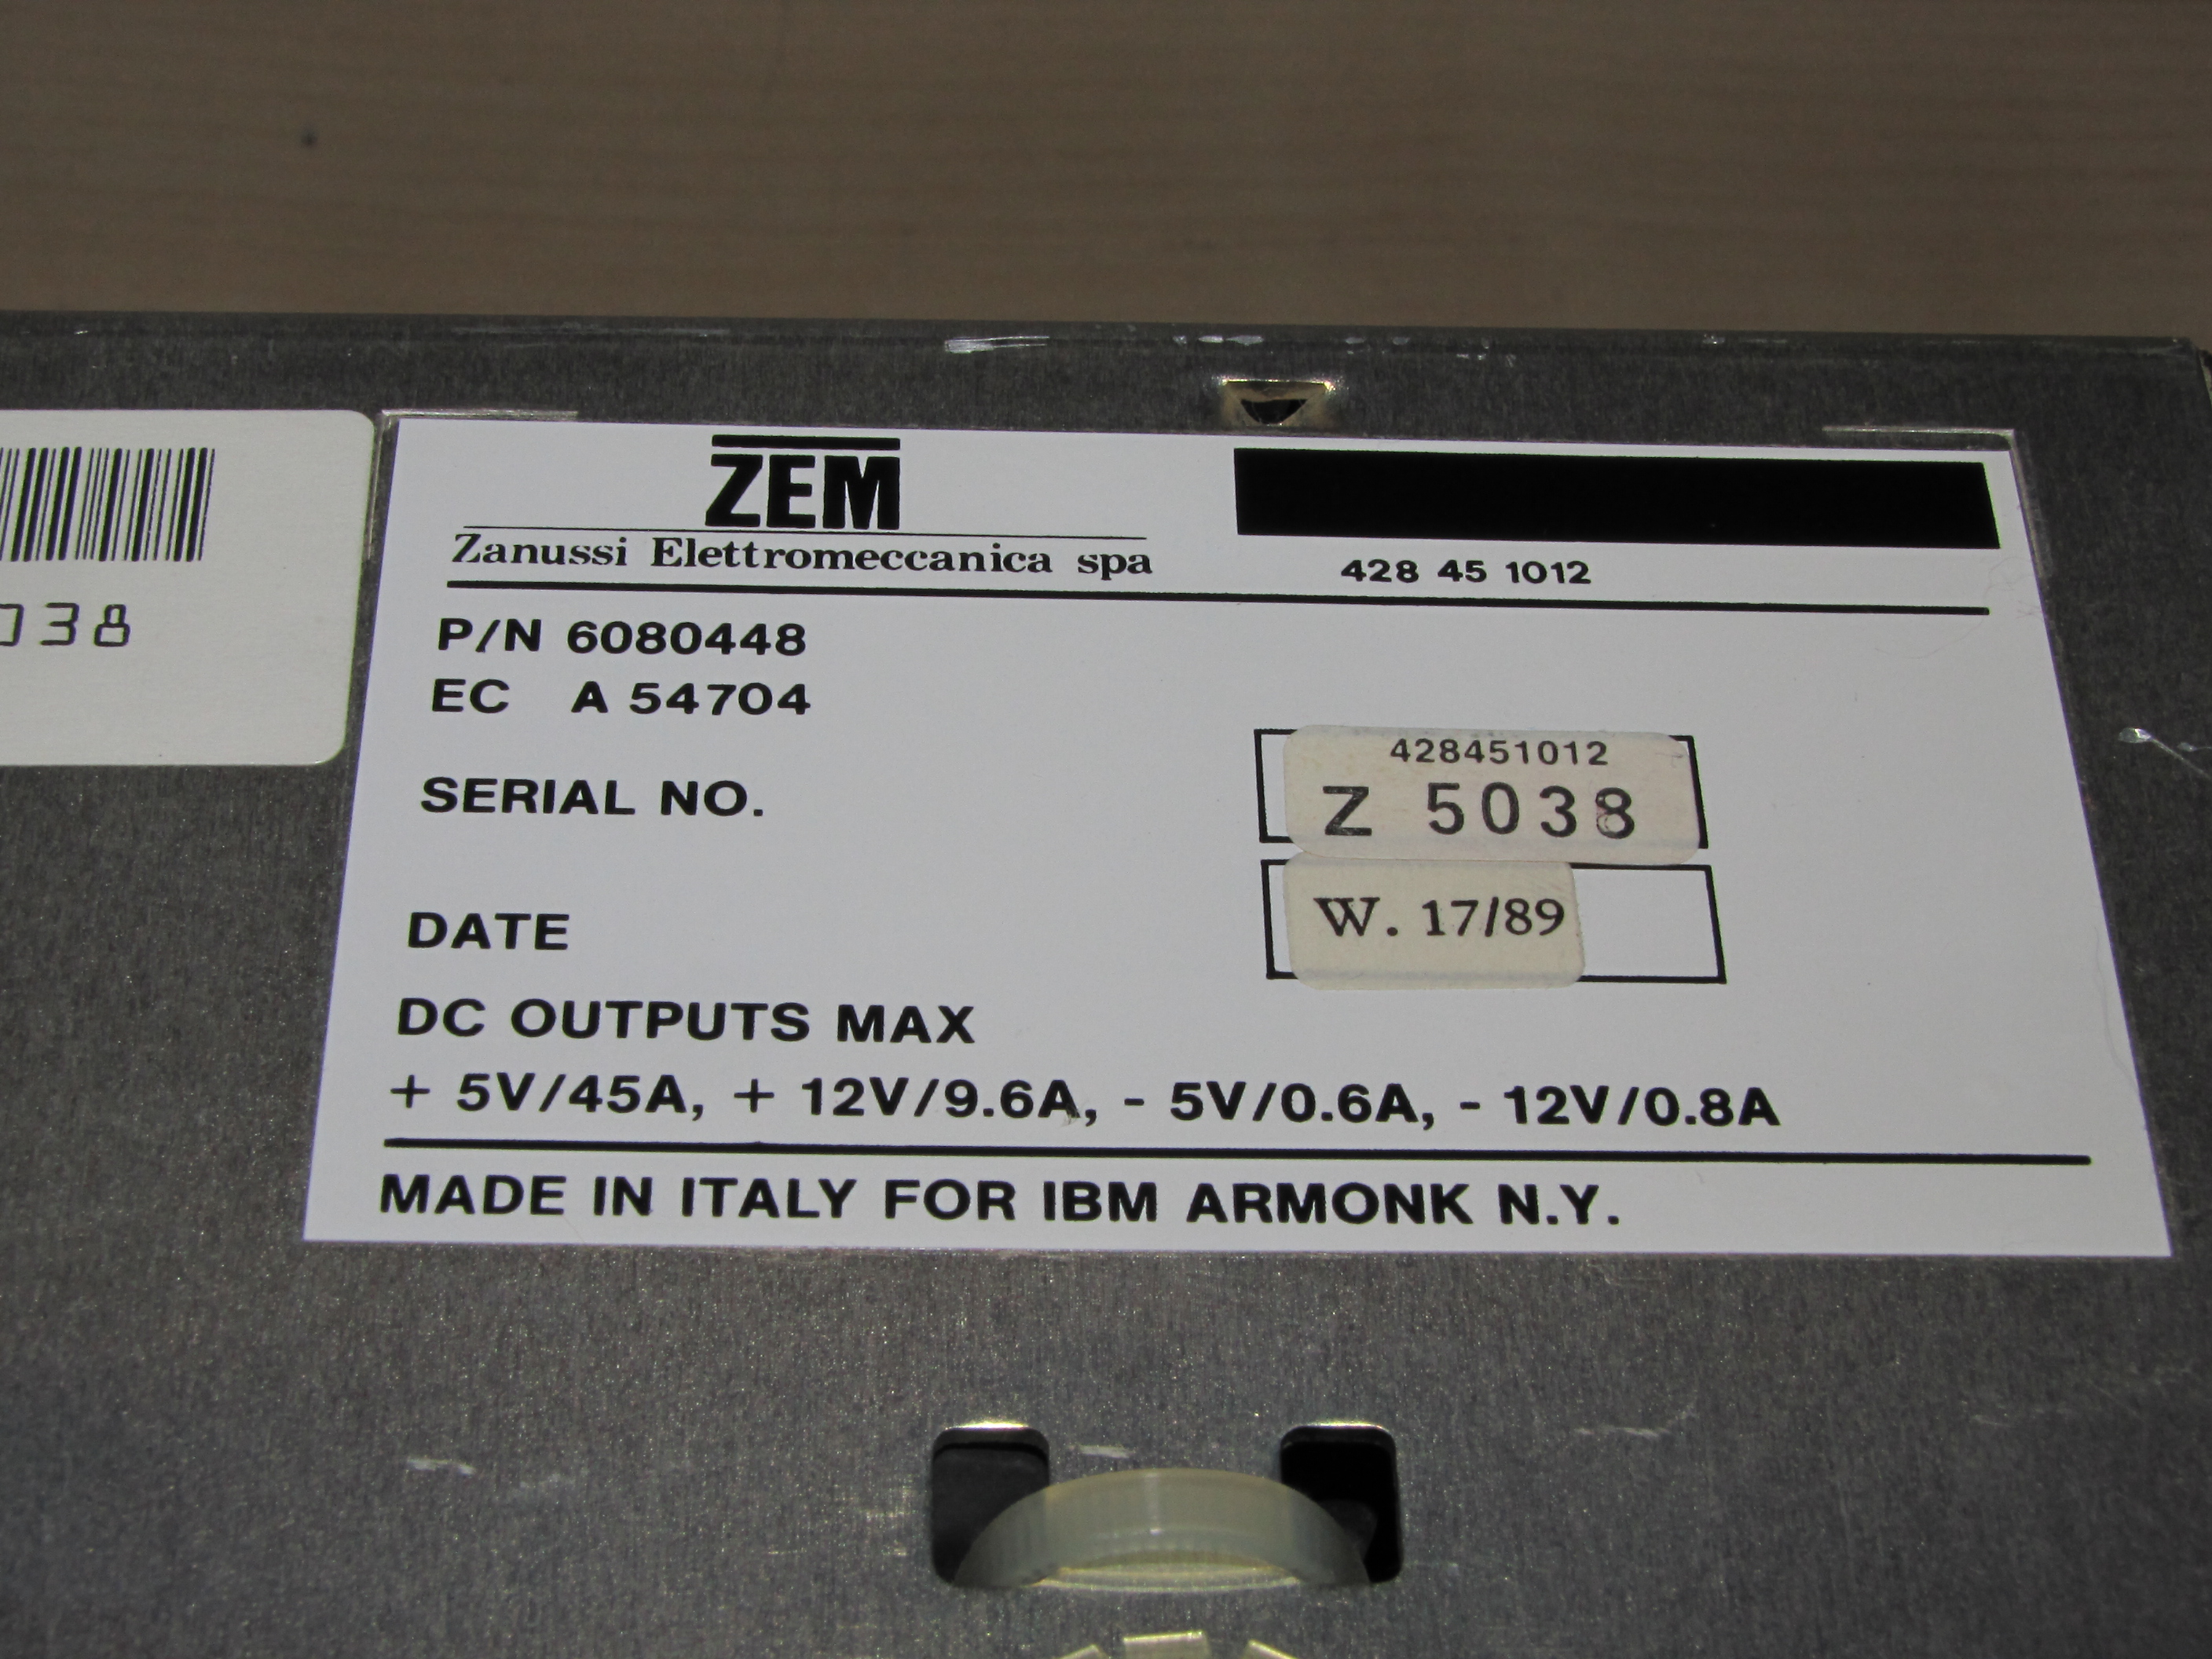 ZEM
Zanussi Elettromeccanica spa
428 45 1012
P/N 6080448
EC A 54704
SERIAL NO.
428451012
Z 5038
DATE
W. 17/89
DC OUTPUTS MAX
+ 5V/45A, + 12V/9.6A, - 5V/0.6A, - 12V/0.8A
MADE IN ITALY FOR IBM ARMONK N.Y.
038